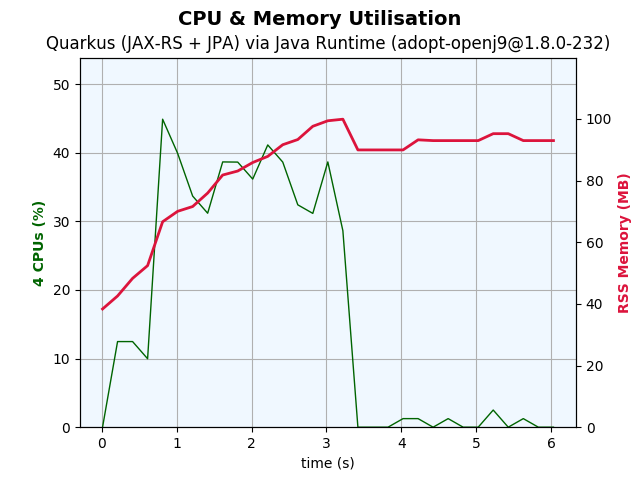 CPU & Memory Utilisation
Quarkus (JAX-RS + JPA) via Java Runtime (adopt-openj9@1.8.0-232)
50
40
30
20
10
0
4 CPUs (%)
100
80
60
40
20
0
RSS Memory (MB)
0 1 2 3 4 5 6
time (s)